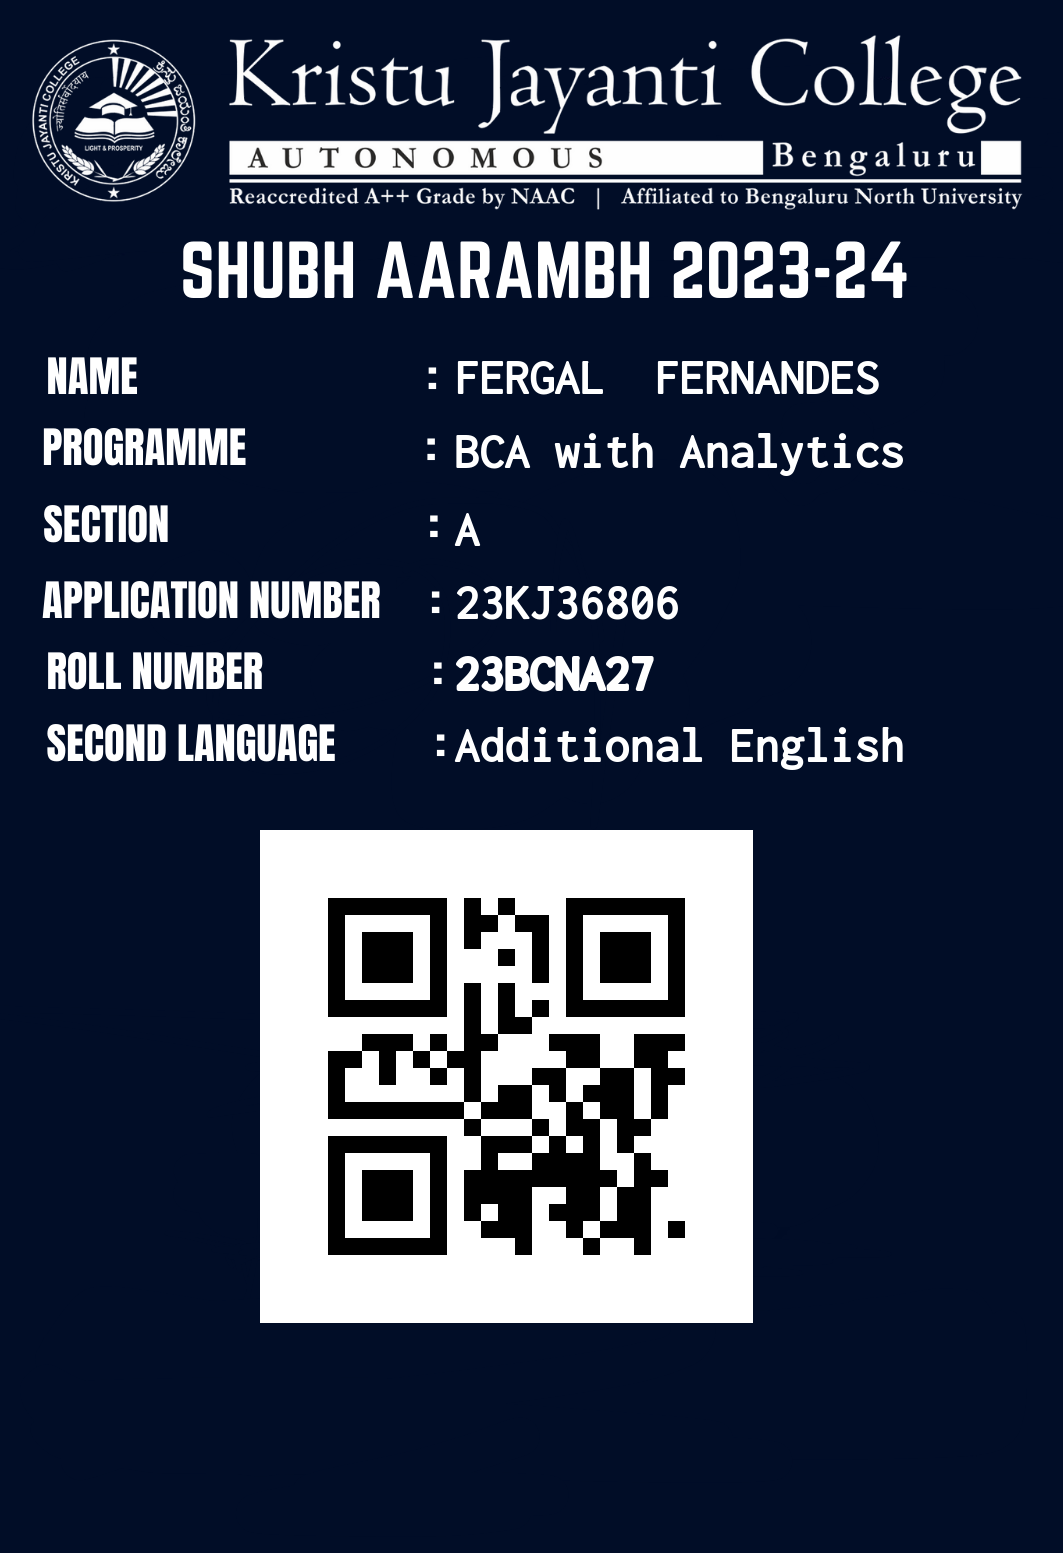 Kristu Jayanti College
AUTONOMOUS Bengaluru
Reaccredited A++ Grade by NAAC | Affiliated to Bengaluru North University
KRISTU JAYANTI COLLEGE
LIGHT & PROSPERITY
SHUBH AARAMBH 2023-24
NAME : FERGAL FERNANDES
PROGRAMME : BCA with Analytics
SECTION : A
APPLICATION NUMBER : 23KJ36806
ROLL NUMBER : 23BCNA27
SECOND LANGUAGE : Additional English